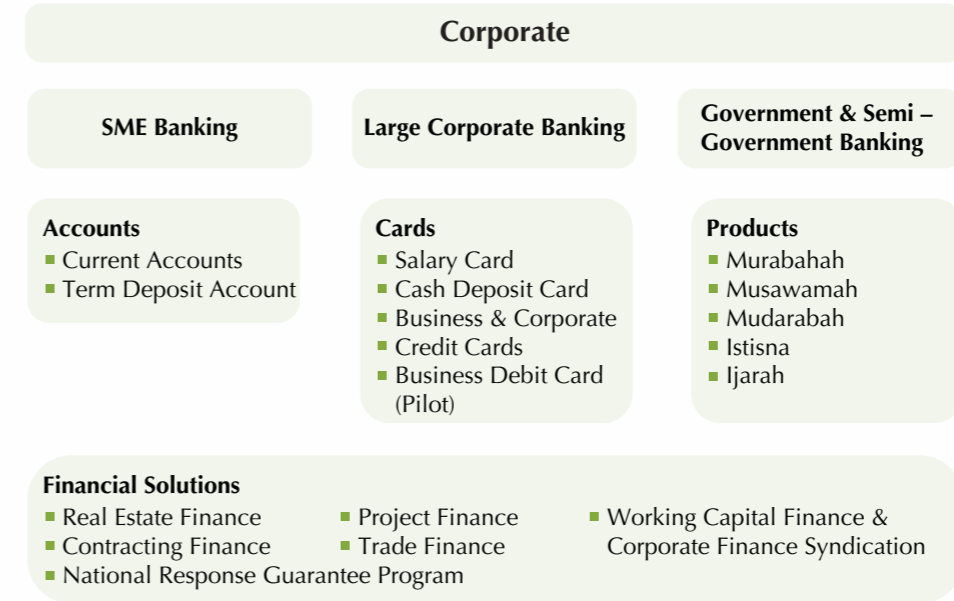 Corporate
SME Banking
Large Corporate Banking
Government & Semi –
Government Banking
Accounts
▪ Current Accounts
▪ Term Deposit Account
Cards
▪ Salary Card
▪ Cash Deposit Card
▪ Business & Corporate
▪ Credit Cards
▪ Business Debit Card
(Pilot)
Products
▪ Murabahah
▪ Musawamah
▪ Mudarabah
▪ Istisna
▪ Ijarah
Financial Solutions
▪ Real Estate Finance
▪ Contracting Finance
▪ National Response Guarantee Program
▪ Project Finance
▪ Trade Finance
▪ Working Capital Finance &
Corporate Finance Syndication